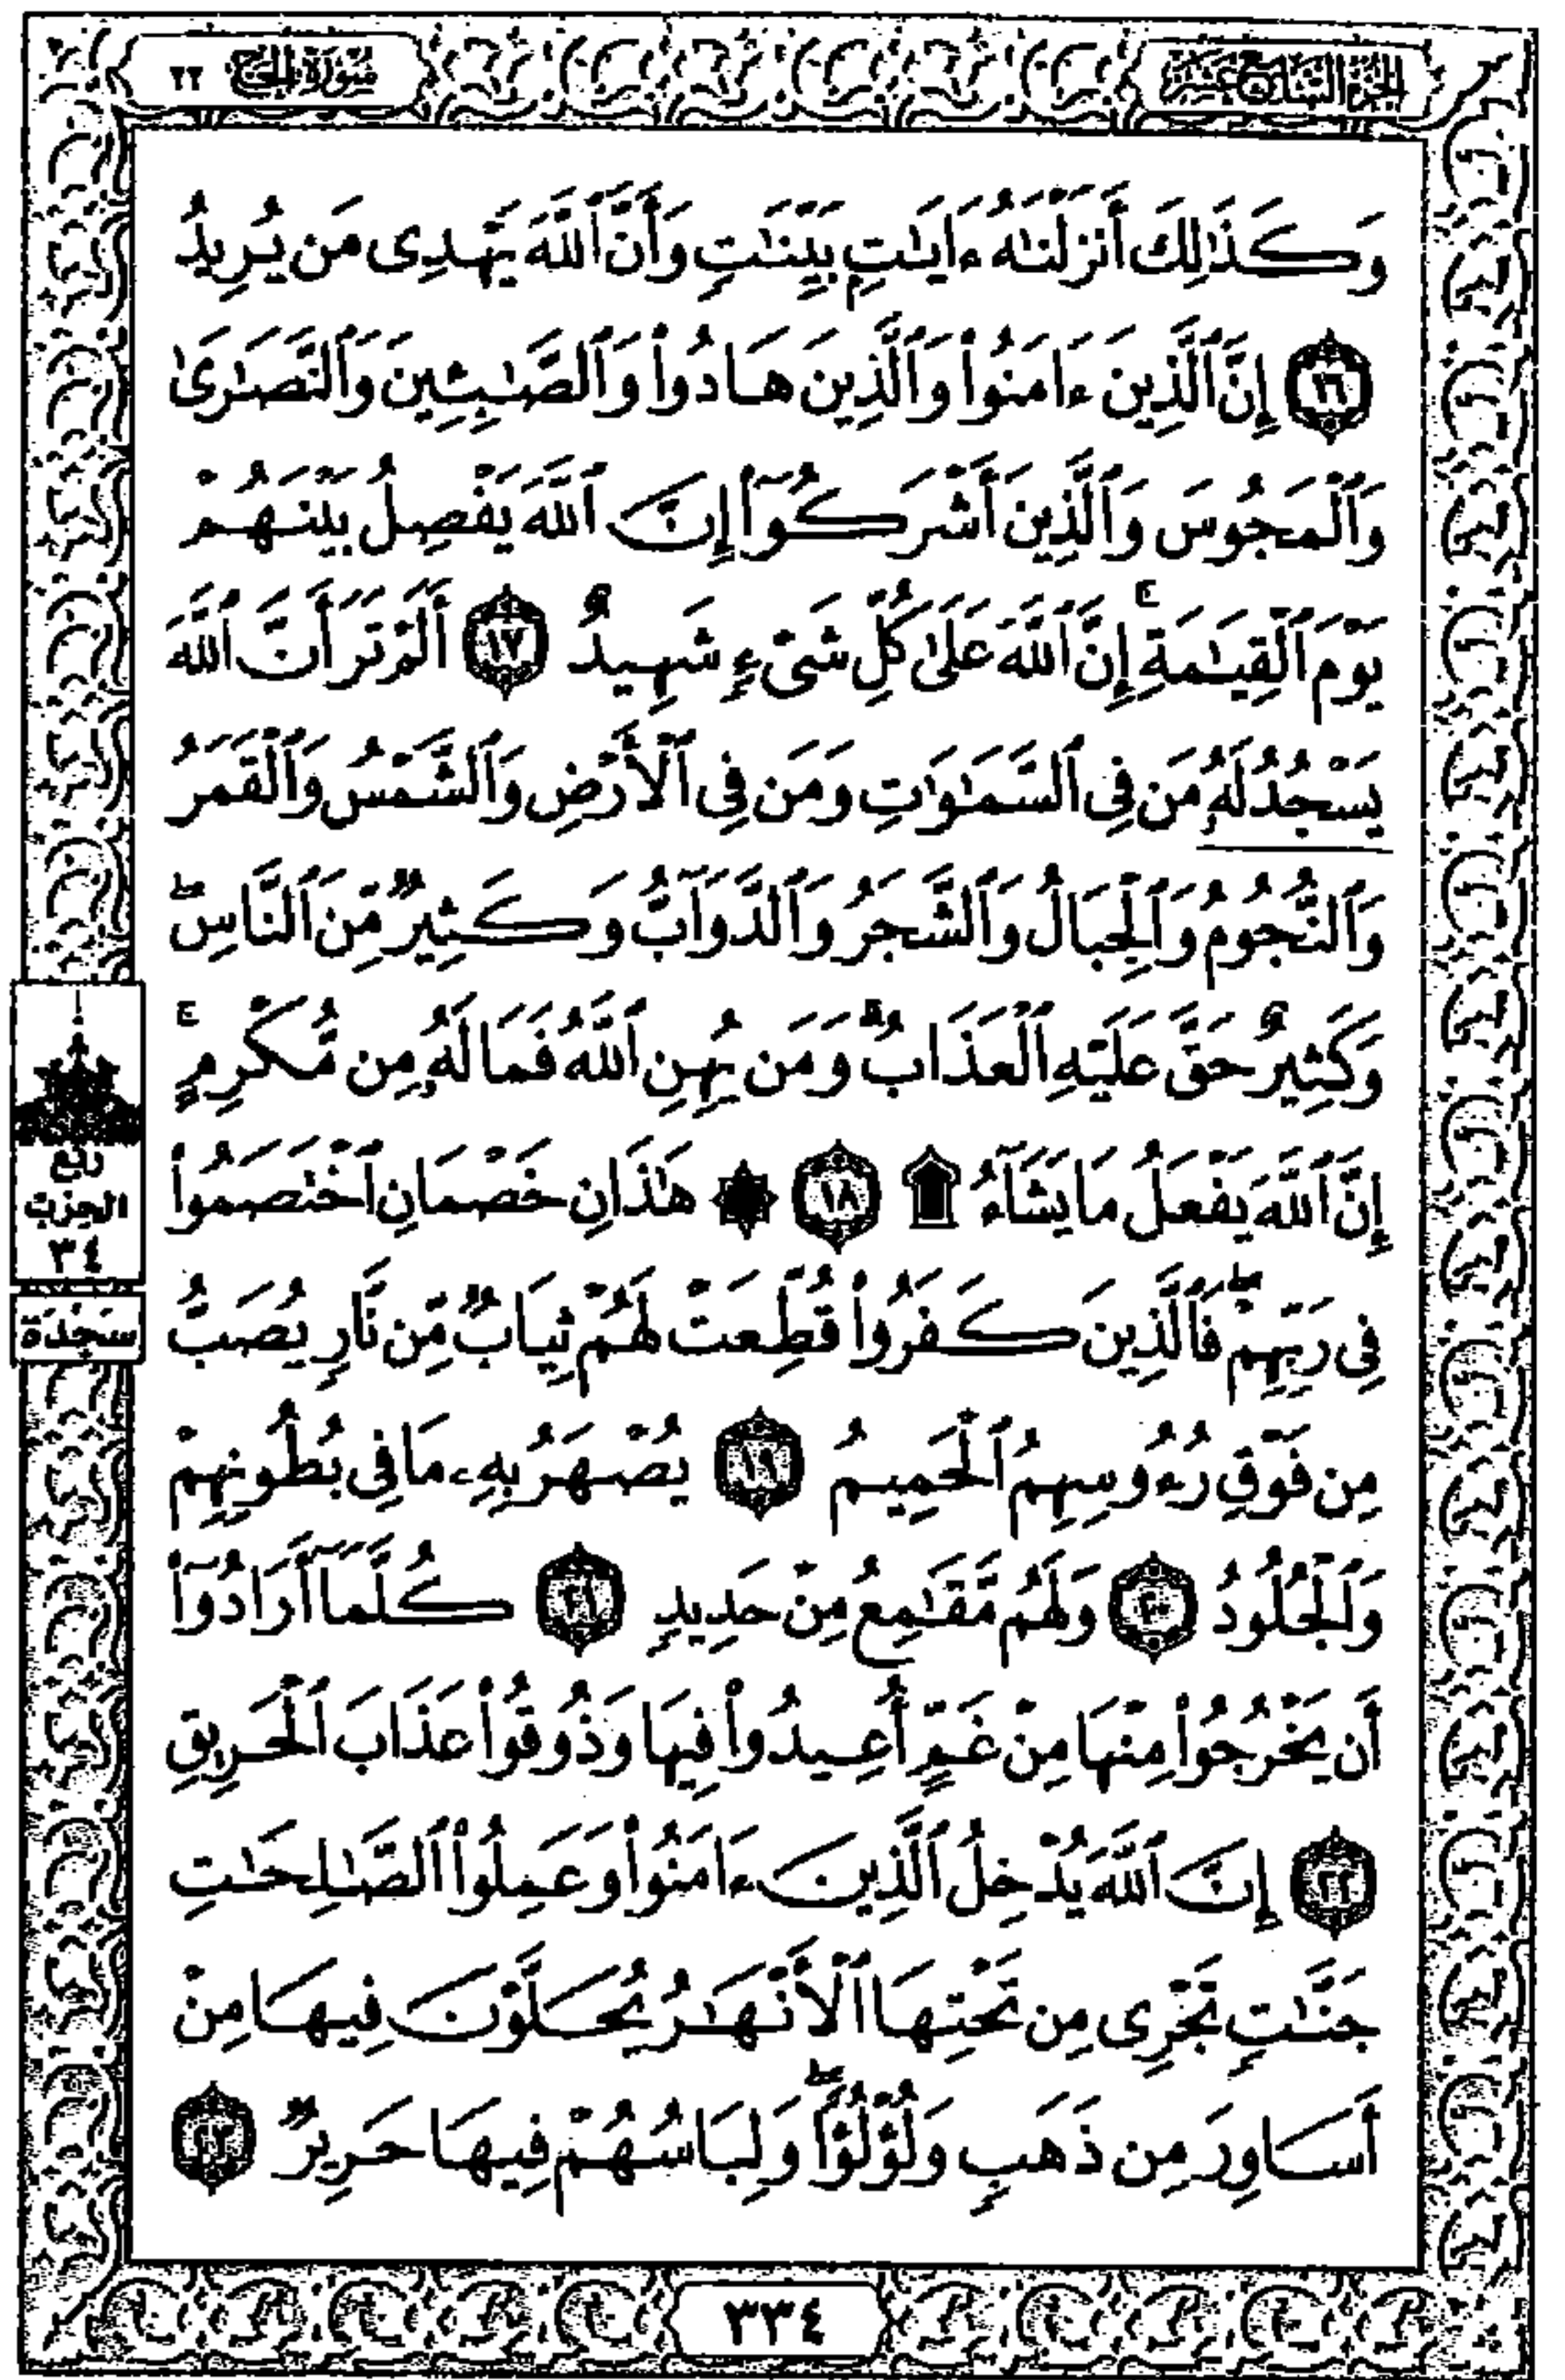 الجزء السابع عشر
سورة الحج ٢٢
وَكَذَٰلِكَ أَنزَلْنَٰهُ ءَايَٰتٍۭ بَيِّنَٰتٍ وَأَنَّ ٱللَّهَ يَهْدِى مَن يُرِيدُ
١٦ إِنَّ ٱلَّذِينَ ءَامَنُوا۟ وَٱلَّذِينَ هَادُوا۟ وَٱلصَّٰبِـِٔينَ وَٱلنَّصَٰرَىٰ
وَٱلْمَجُوسَ وَٱلَّذِينَ أَشْرَكُوٓا۟ إِنَّ ٱللَّهَ يَفْصِلُ بَيْنَهُمْ
يَوْمَ ٱلْقِيَٰمَةِ ۚ إِنَّ ٱللَّهَ عَلَىٰ كُلِّ شَىْءٍ شَهِيدٌ ١٧ أَلَمْ تَرَ أَنَّ ٱللَّهَ
يَسْجُدُ لَهُۥ مَن فِى ٱلسَّمَٰوَٰتِ وَمَن فِى ٱلْأَرْضِ وَٱلشَّمْسُ وَٱلْقَمَرُ
وَٱلنُّجُومُ وَٱلْجِبَالُ وَٱلشَّجَرُ وَٱلدَّوَآبُّ وَكَثِيرٌ مِّنَ ٱلنَّاسِ ۖ
وَكَثِيرٌ حَقَّ عَلَيْهِ ٱلْعَذَابُ ۗ وَمَن يُهِنِ ٱللَّهُ فَمَا لَهُۥ مِن مُّكْرِمٍ ۚ
إِنَّ ٱللَّهَ يَفْعَلُ مَا يَشَآءُ ۩ ١٨ ۞ هَٰذَانِ خَصْمَانِ ٱخْتَصَمُوا۟
فِى رَبِّهِمْ ۖ فَٱلَّذِينَ كَفَرُوا۟ قُطِّعَتْ لَهُمْ ثِيَابٌ مِّن نَّارٍ يُصَبُّ
مِن فَوْقِ رُءُوسِهِمُ ٱلْحَمِيمُ ١٩ يُصْهَرُ بِهِۦ مَا فِى بُطُونِهِمْ
وَٱلْجُلُودُ ٢٠ وَلَهُم مَّقَٰمِعُ مِنْ حَدِيدٍ ٢١ كُلَّمَآ أَرَادُوٓا۟
أَن يَخْرُجُوا۟ مِنْهَا مِنْ غَمٍّ أُعِيدُوا۟ فِيهَا وَذُوقُوا۟ عَذَابَ ٱلْحَرِيقِ
٢٢ إِنَّ ٱللَّهَ يُدْخِلُ ٱلَّذِينَ ءَامَنُوا۟ وَعَمِلُوا۟ ٱلصَّٰلِحَٰتِ
جَنَّٰتٍ تَجْرِى مِن تَحْتِهَا ٱلْأَنْهَٰرُ يُحَلَّوْنَ فِيهَا مِنْ
أَسَاوِرَ مِن ذَهَبٍ وَلُؤْلُؤًا ۖ وَلِبَاسُهُمْ فِيهَا حَرِيرٌ ٢٣
ربع
الحزب
٣٤
سجدة
٣٣٤